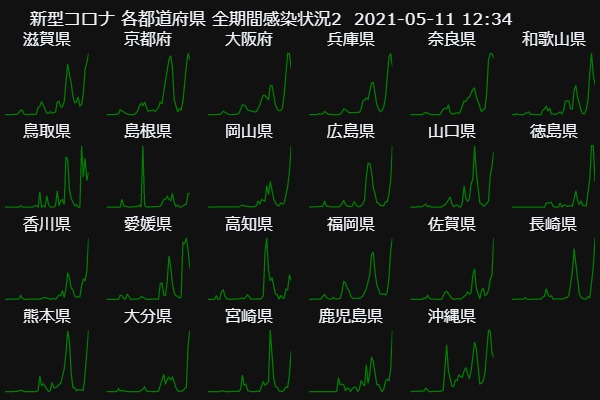 新型コロナ 各都道府県 全期間感染状況2 2021-05-11 12:34
滋賀県 京都府 大阪府 兵庫県 奈良県 和歌山県
鳥取県 島根県 岡山県 広島県 山口県 徳島県
香川県 愛媛県 高知県 福岡県 佐賀県 長崎県
熊本県 大分県 宮崎県 鹿児島県 沖縄県